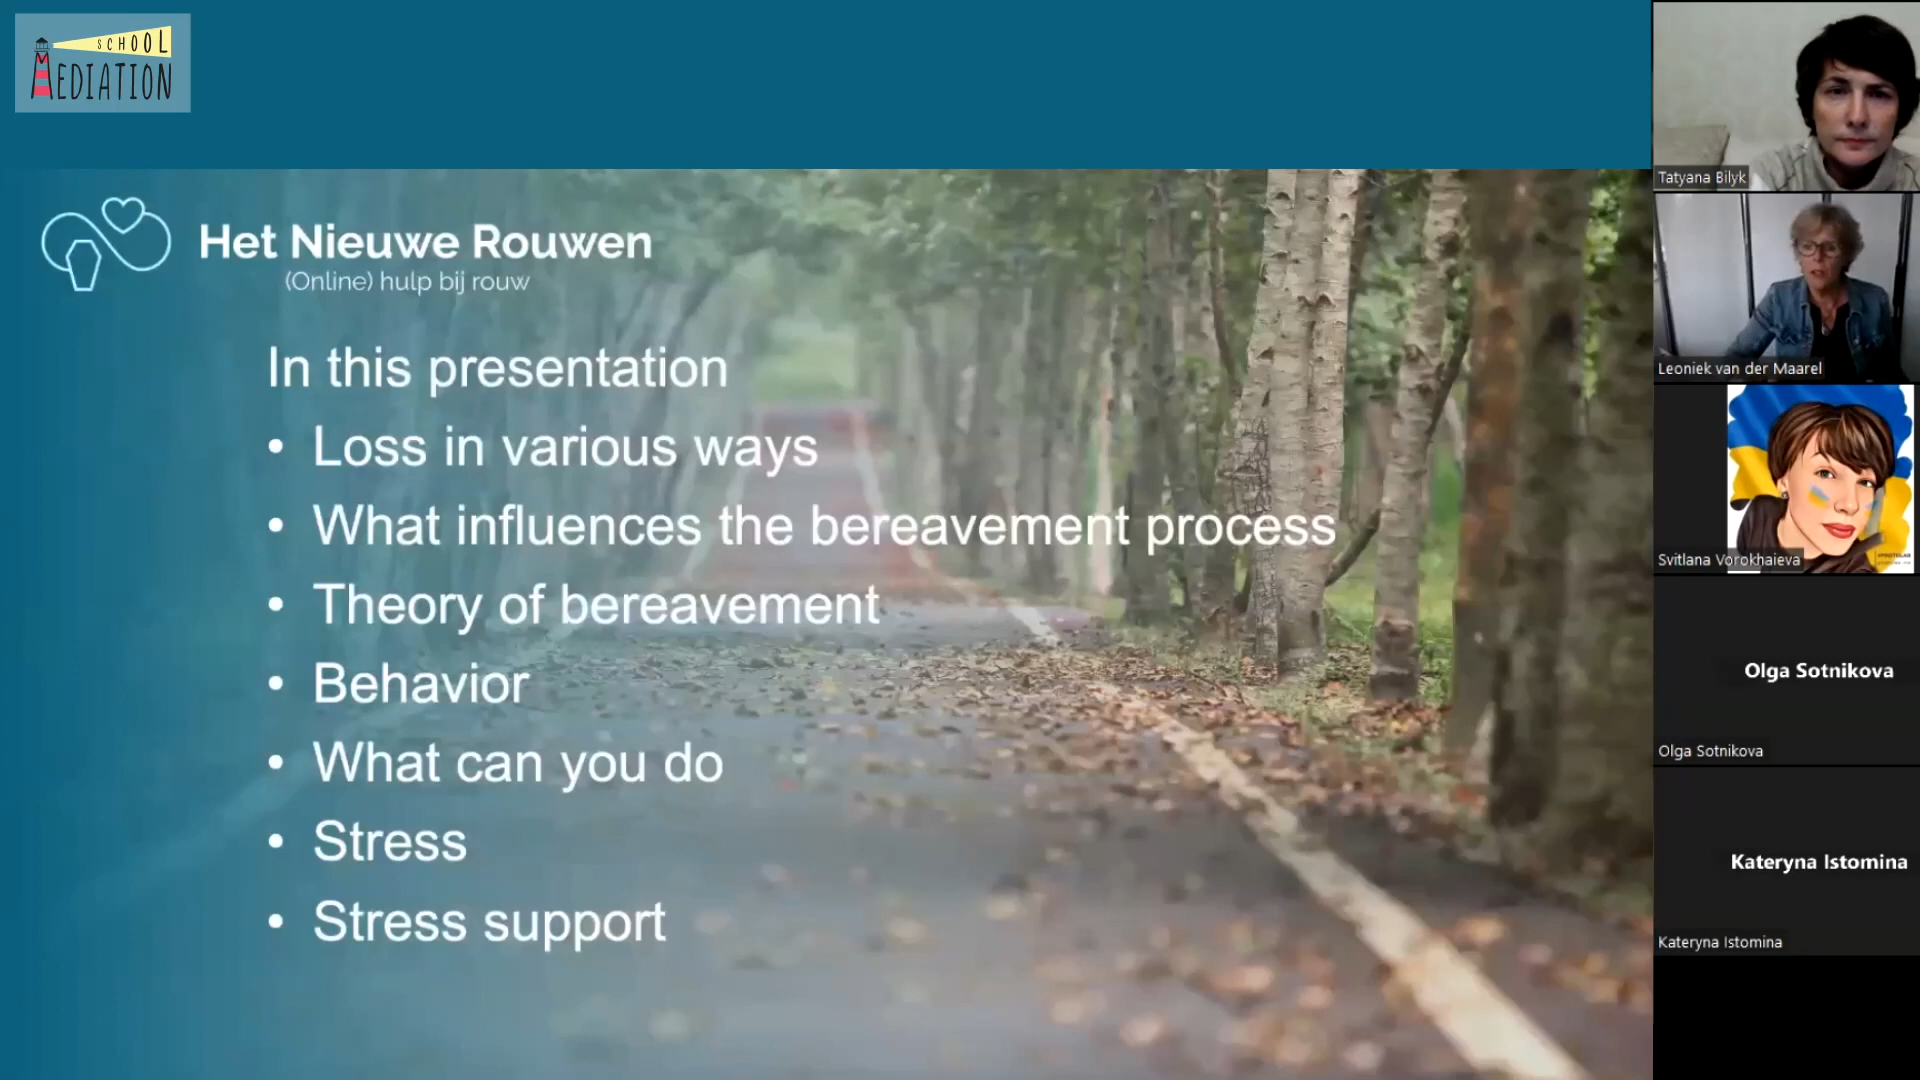 SCHOOL
MEDIATION
Het Nieuwe Rouwen
(Online) hulp bij rouw
In this presentation
• Loss in various ways
• What influences the bereavement process
• Theory of bereavement
• Behavior
• What can you do
• Stress
• Stress support
Tatyana Bilyk
Leoniek van der Maarel
Svitlana Vorokhaieva
Olga Sotnikova
Olga Sotnikova
Kateryna Istomina
Kateryna Istomina